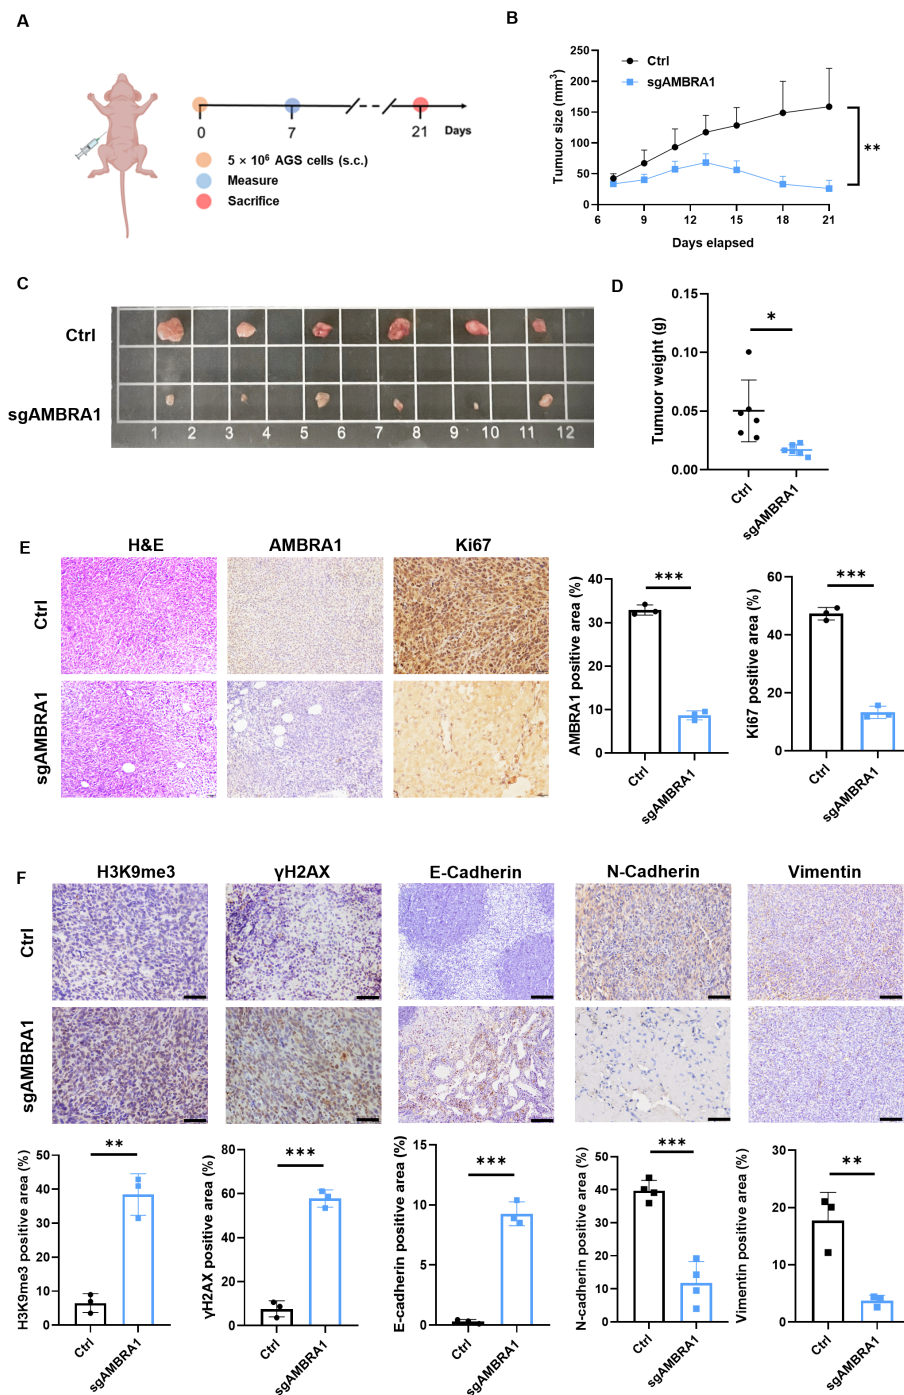 A
0
7
21
Days
5 × 10⁶ AGS cells (s.c.)
Measure
Sacrifice
B
Tumuor size (mm³)
250
200
150
100
50
0
6
9
12
15
18
21
Days elapsed
Ctrl
sgAMBRA1
**
C
Ctrl
sgAMBRA1
1 2 3 4 5 6 7 8 9 10 11 12
D
Tumuor weight (g)
0.15
0.10
0.05
0.00
*
Ctrl
sgAMBRA1
E
H&E
AMBRA1
Ki67
Ctrl
sgAMBRA1
AMBRA1 positive area (%)
40
30
20
10
0
***
Ctrl
sgAMBRA1
Ki67 positive area (%)
60
40
20
0
***
Ctrl
sgAMBRA1
F
H3K9me3
γH2AX
E-Cadherin
N-Cadherin
Vimentin
Ctrl
sgAMBRA1
H3K9me3 positive area (%)
50
40
30
20
10
0
**
Ctrl
sgAMBRA1
γH2AX positive area (%)
80
60
40
20
0
***
Ctrl
sgAMBRA1
E-cadherin positive area (%)
15
10
5
0
***
Ctrl
sgAMBRA1
N-cadherin positive area (%)
50
40
30
20
10
0
***
Ctrl
sgAMBRA1
Vimentin positive area (%)
30
20
10
0
**
Ctrl
sgAMBRA1